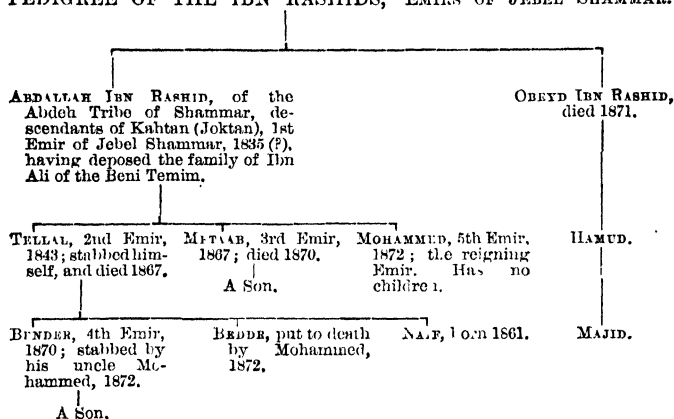 PEDIGREE OF THE IBN RASHIDS, EMIRS OF JEBEL SHAMMAR.
ABDALLAH IBN RASHID, of the
Abdeh Tribe of Shammar, de-
scendants of Kahtan (Joktan), 1st
Emir of Jebel Shammar, 1835 (?),
having deposed the family of Ibn
Ali of the Beni Temim.
OBEYD IBN RASHID,
died 1871.
TELLAL, 2nd Emir,
1843; stabbed him-
self, and died 1867.
METAAB, 3rd Emir,
1867; died 1870.
A Son.
MOHAMMED, 5th Emir,
1872; the reigning
Emir. Has no
children.
HAMUD.
BENDER, 4th Emir,
1870; stabbed by
his uncle Mo-
hammed, 1872.
A Son.
BEDDR, put to death
by Mohammed,
1872.
NAIF, born 1861.
MAJID.